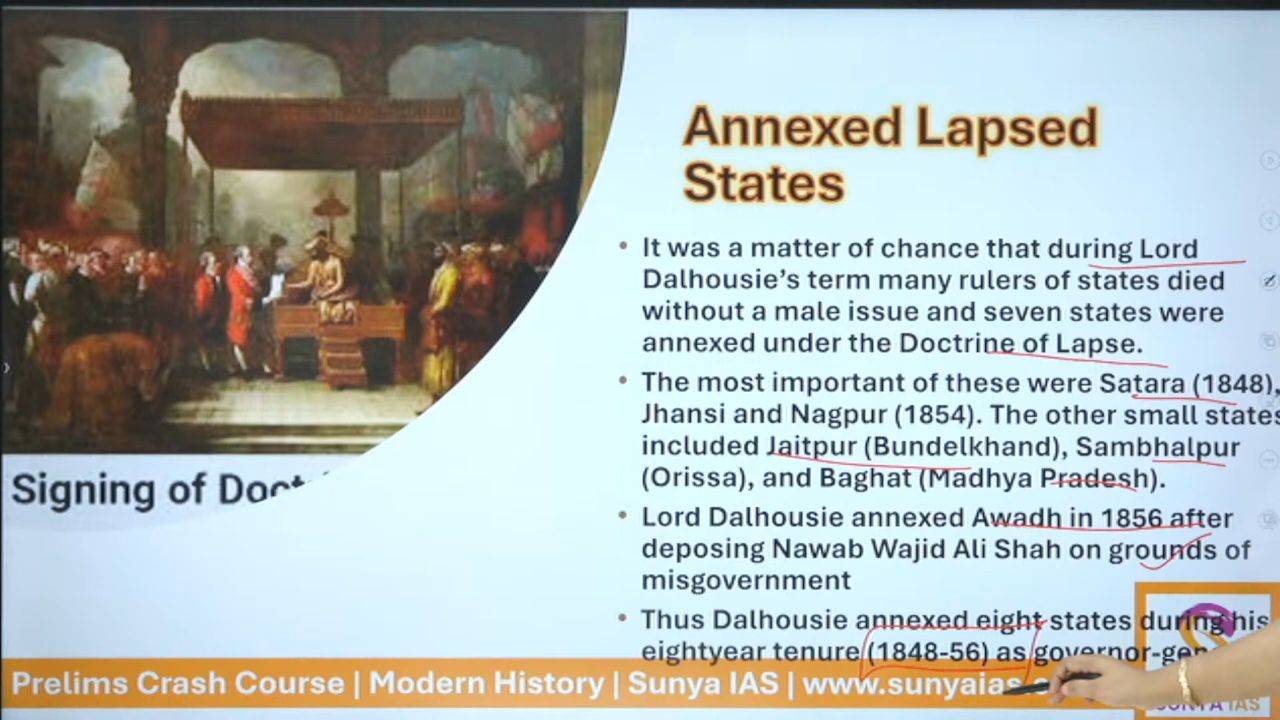 Annexed Lapsed
States
It was a matter of chance that during Lord
Dalhousie's term many rulers of states died
without a male issue and seven states were
annexed under the Doctrine of Lapse.
The most important of these were Satara (1848),
Jhansi and Nagpur (1854). The other small states
included Jaitpur (Bundelkhand), Sambhalpur
(Orissa), and Baghat (Madhya Pradesh).
Lord Dalhousie annexed Awadh in 1856 after
deposing Nawab Wajid Ali Shah on grounds of
misgovernment
Thus Dalhousie annexed eight states during his
eightyear tenure (1848-56) as governor-gen
Signing of Doct
Prelims Crash Course | Modern History | Sunya IAS | www.sunyaias.c
SUNYA IAS